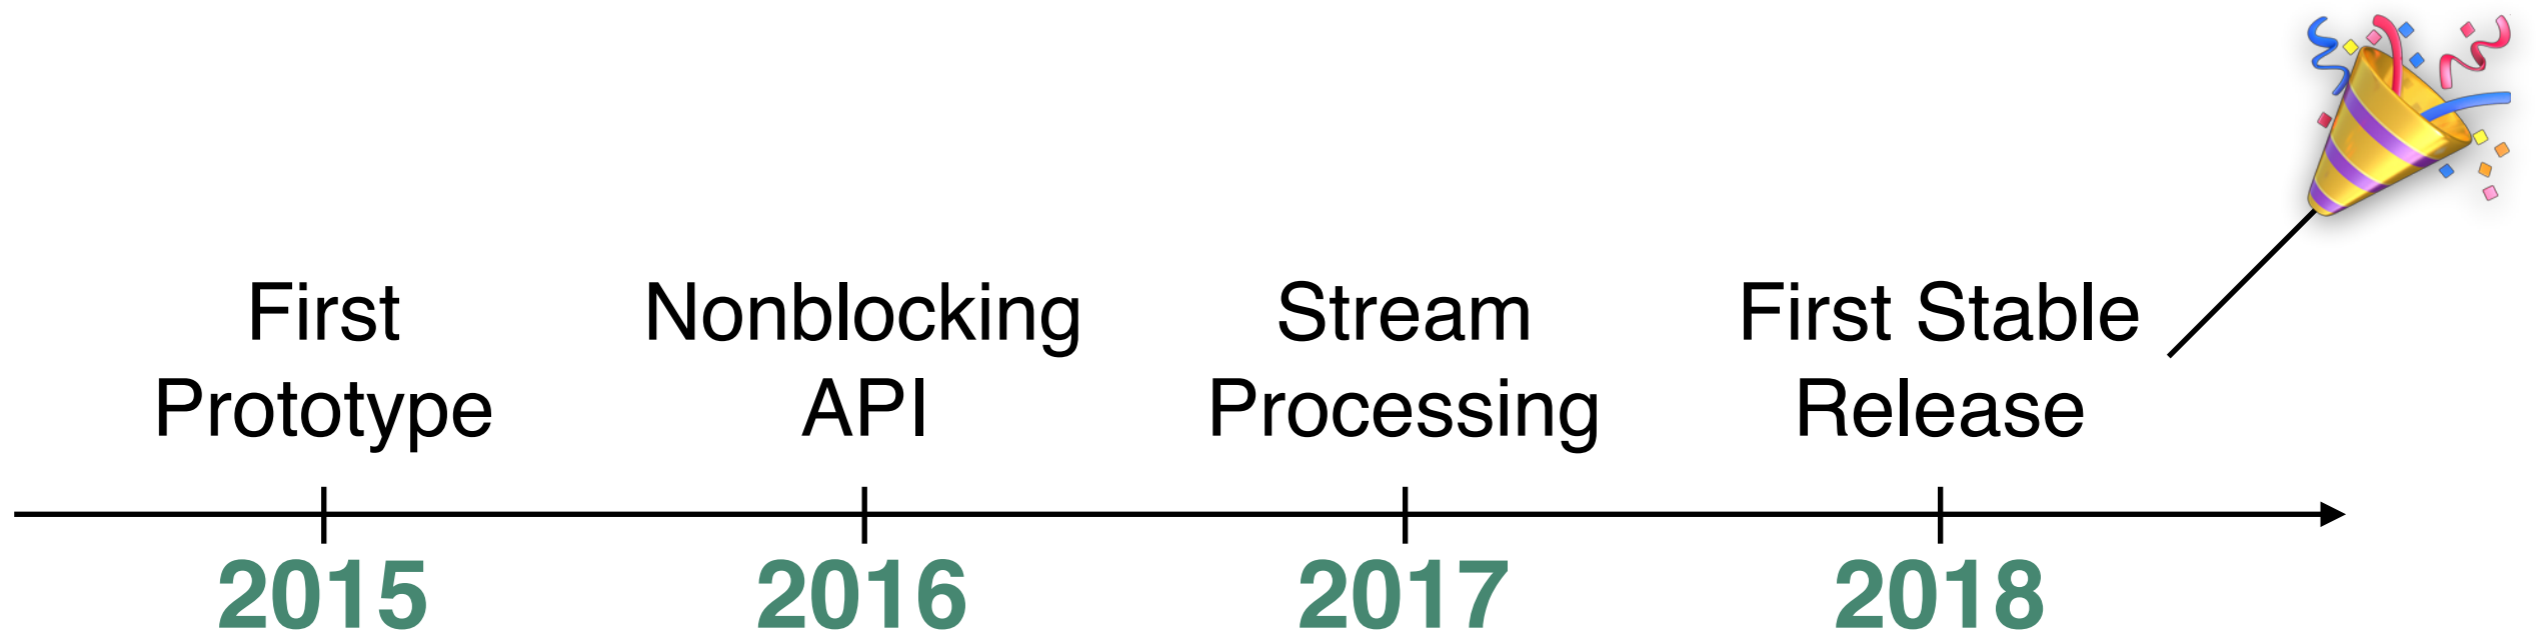 First
Prototype
Nonblocking
API
Stream
Processing
First Stable
Release
2015
2016
2017
2018